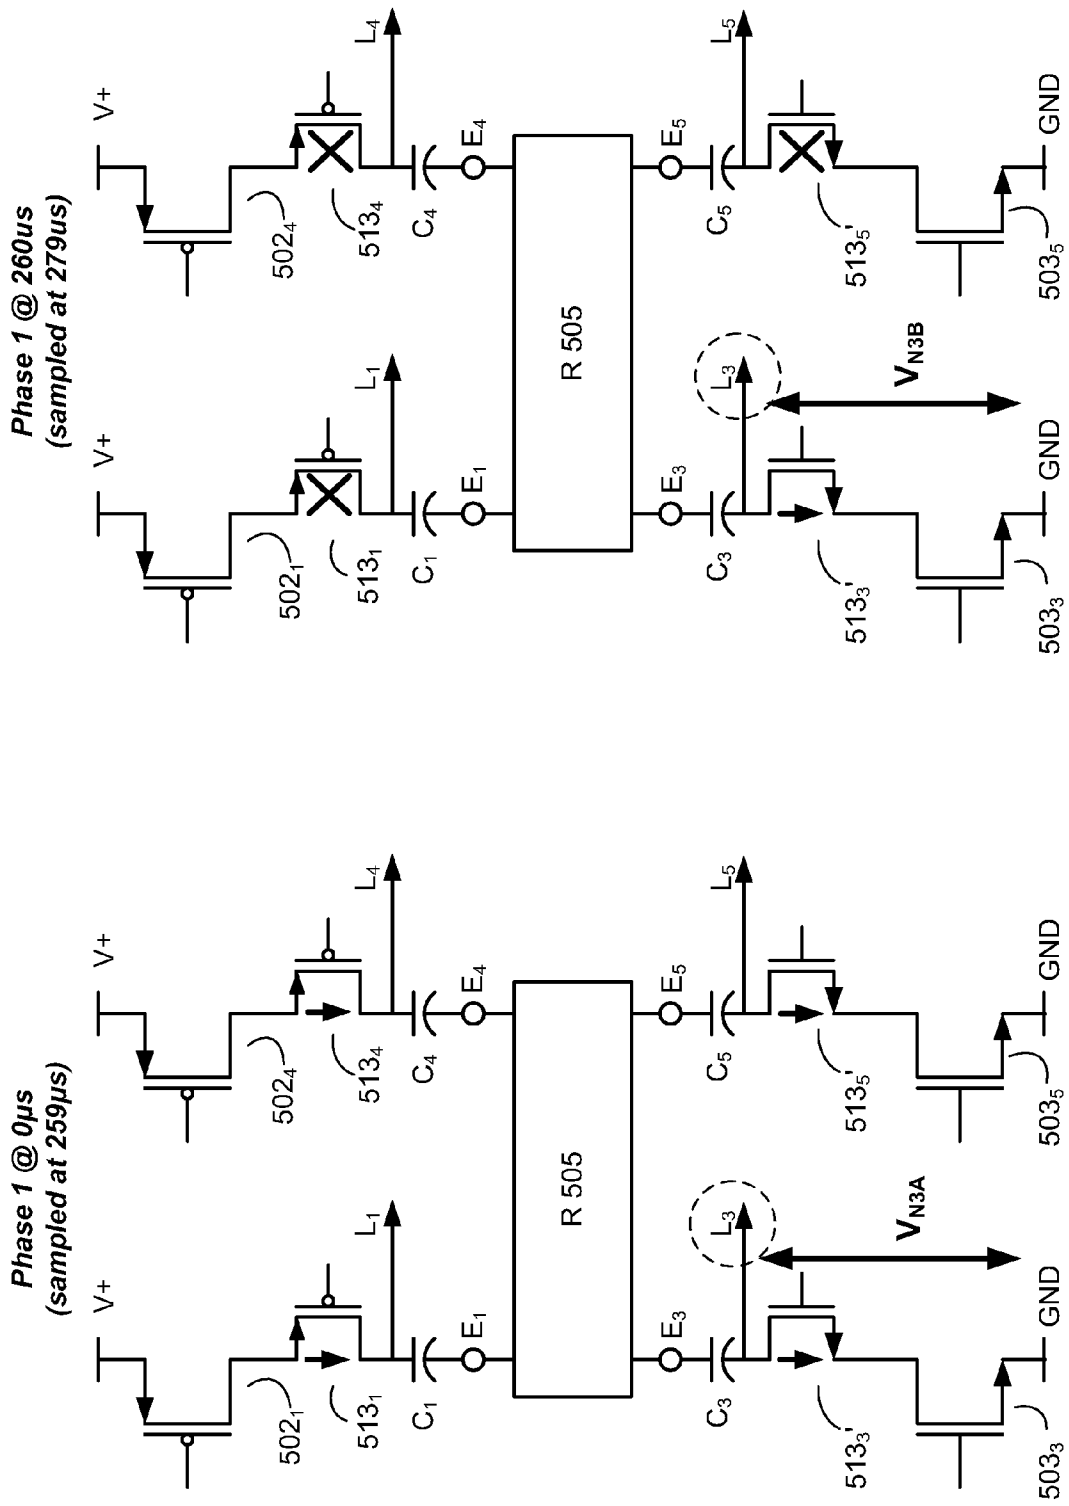 Phase 1 @ 0µs
(sampled at 259µs)
V+
V+
502₁
502₄
513₁
513₄
L₁
L₄
C₁
C₄
E₁
E₄
R 505
E₃
E₅
C₃
C₅
L₃
L₅
513₃'
513₅'
V_N3A
503₃
503₅
GND
GND
Phase 1 @ 260us
(sampled at 279us)
V+
V+
502₁
502₄
513₁
513₄
L₁
L₄
C₁
C₄
E₁
E₄
R 505
E₃
E₅
C₃
C₅
L₃
L₅
513₃'
513₅'
V_N3B
503₃
503₅
GND
GND